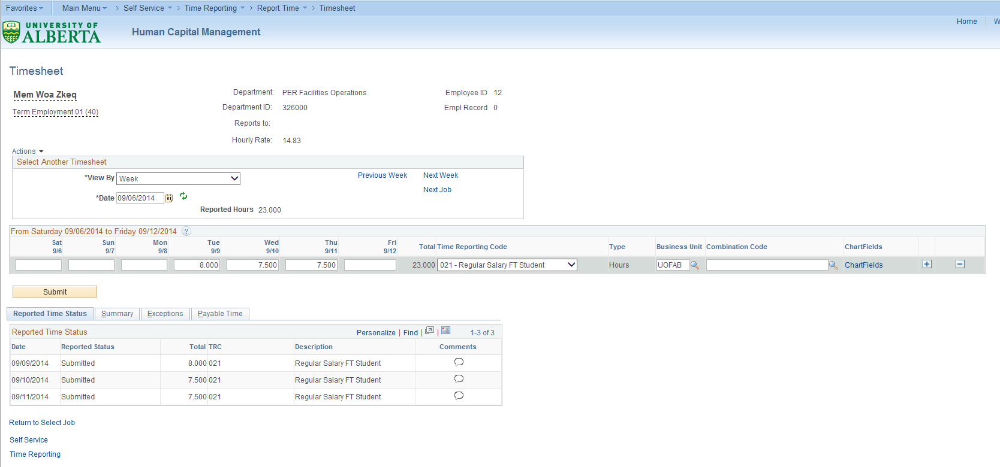 Favorites Main Menu > Self Service > Time Reporting > Report Time > Timesheet
UNIVERSITY OF
ALBERTA
Human Capital Management
Home
W
Timesheet
Mem Woa Zkeq
Term Employment 01 (40)
Department: PER Facilities Operations
Employee ID 12
Department ID: 326000
Empl Record 0
Reports to:
Hourly Rate: 14.83
Actions
Select Another Timesheet
*View By Week
Previous Week Next Week
Next Job
*Date 09/06/2014 31
Reported Hours 23.000
From Saturday 09/06/2014 to Friday 09/12/2014 ?
Sat Sun Mon Tue Wed Thu Fri
9/6 9/7 9/8 9/9 9/10 9/11 9/12
Total Time Reporting Code Type Business Unit Combination Code ChartFields
8.000 7.500 7.500 23.000 021 - Regular Salary FT Student Hours UOFAB ChartFields + −
Submit
Reported Time Status Summary Exceptions Payable Time
Reported Time Status Personalize | Find | | 1-3 of 3
Date Reported Status Total TRC Description Comments
09/09/2014 Submitted 8.000 021 Regular Salary FT Student
09/10/2014 Submitted 7.500 021 Regular Salary FT Student
09/11/2014 Submitted 7.500 021 Regular Salary FT Student
Return to Select Job
Self Service
Time Reporting